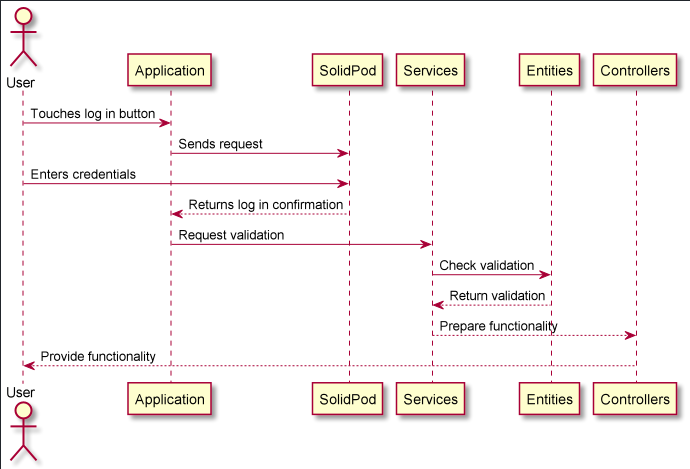 User
Application
SolidPod
Services
Entities
Controllers
Touches log in button
Sends request
Enters credentials
Returns log in confirmation
Request validation
Check validation
Return validation
Prepare functionality
Provide functionality
User
Application
SolidPod
Services
Entities
Controllers